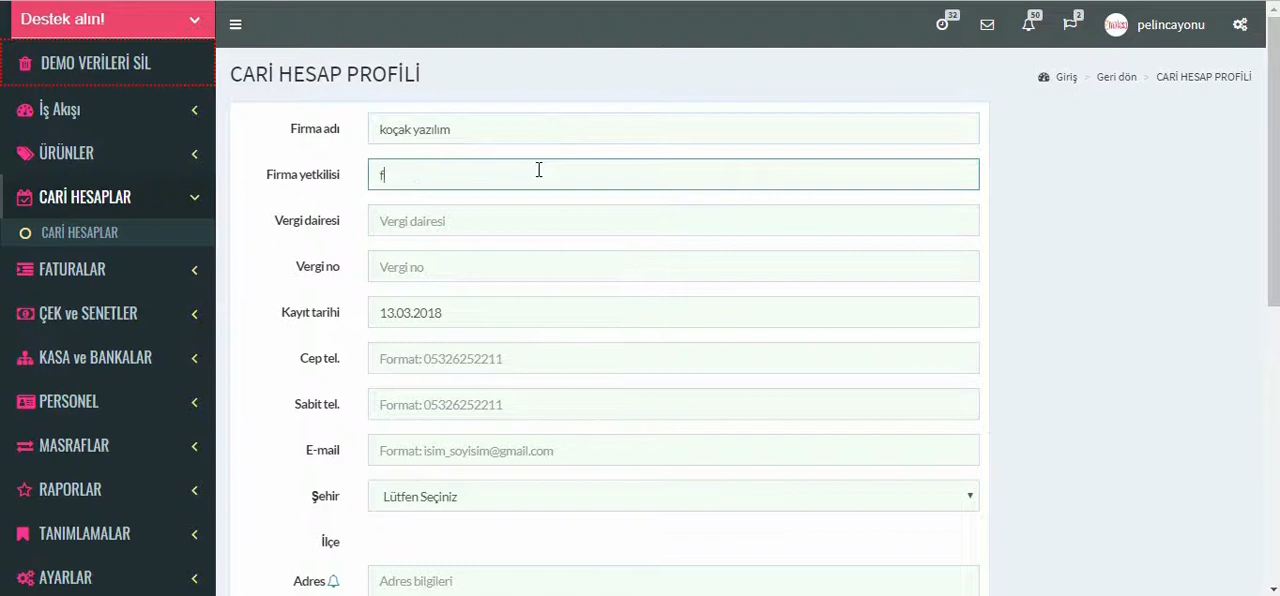 Destek alın!
32
50
2
pelincayonu
DEMO VERİLERİ SİL
CARİ HESAP PROFİLİ
Giriş > Geri dön > CARİ HESAP PROFİLİ
İş Akışı
ÜRÜNLER
CARİ HESAPLAR
CARİ HESAPLAR
FATURALAR
ÇEK ve SENETLER
KASA ve BANKALAR
PERSONEL
MASRAFLAR
RAPORLAR
TANIMLAMALAR
AYARLAR
Firma adı koçak yazılım
Firma yetkilisi f
Vergi dairesi Vergi dairesi
Vergi no Vergi no
Kayıt tarihi 13.03.2018
Cep tel. Format: 05326252211
Sabit tel. Format: 05326252211
E-mail Format: isim_soyisim@gmail.com
Şehir Lütfen Seçiniz
İlçe
Adres Adres bilgileri